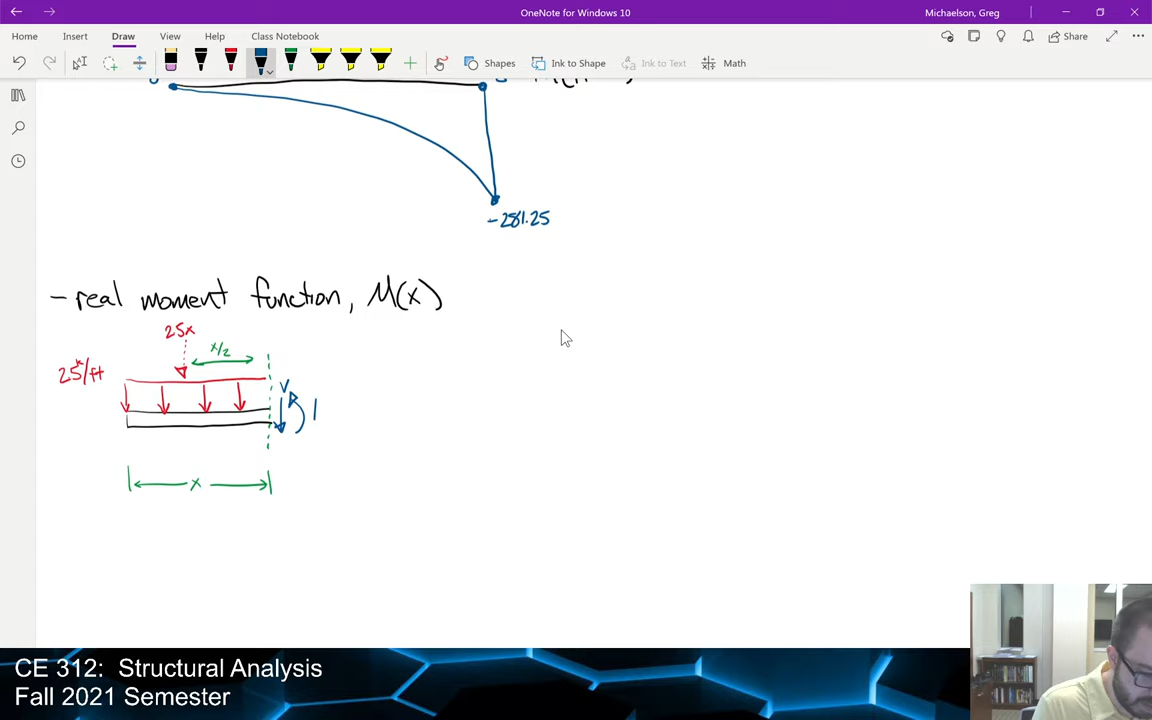 OneNote for Windows 10
Michaelson, Greg
Home Insert Draw View Help Class Notebook
Share
Shapes Ink to Shape Ink to Text Math
-281.25
- real moment function, M(x)
25x
x/2
25k/ft
V
x
CE 312: Structural Analysis
Fall 2021 Semester